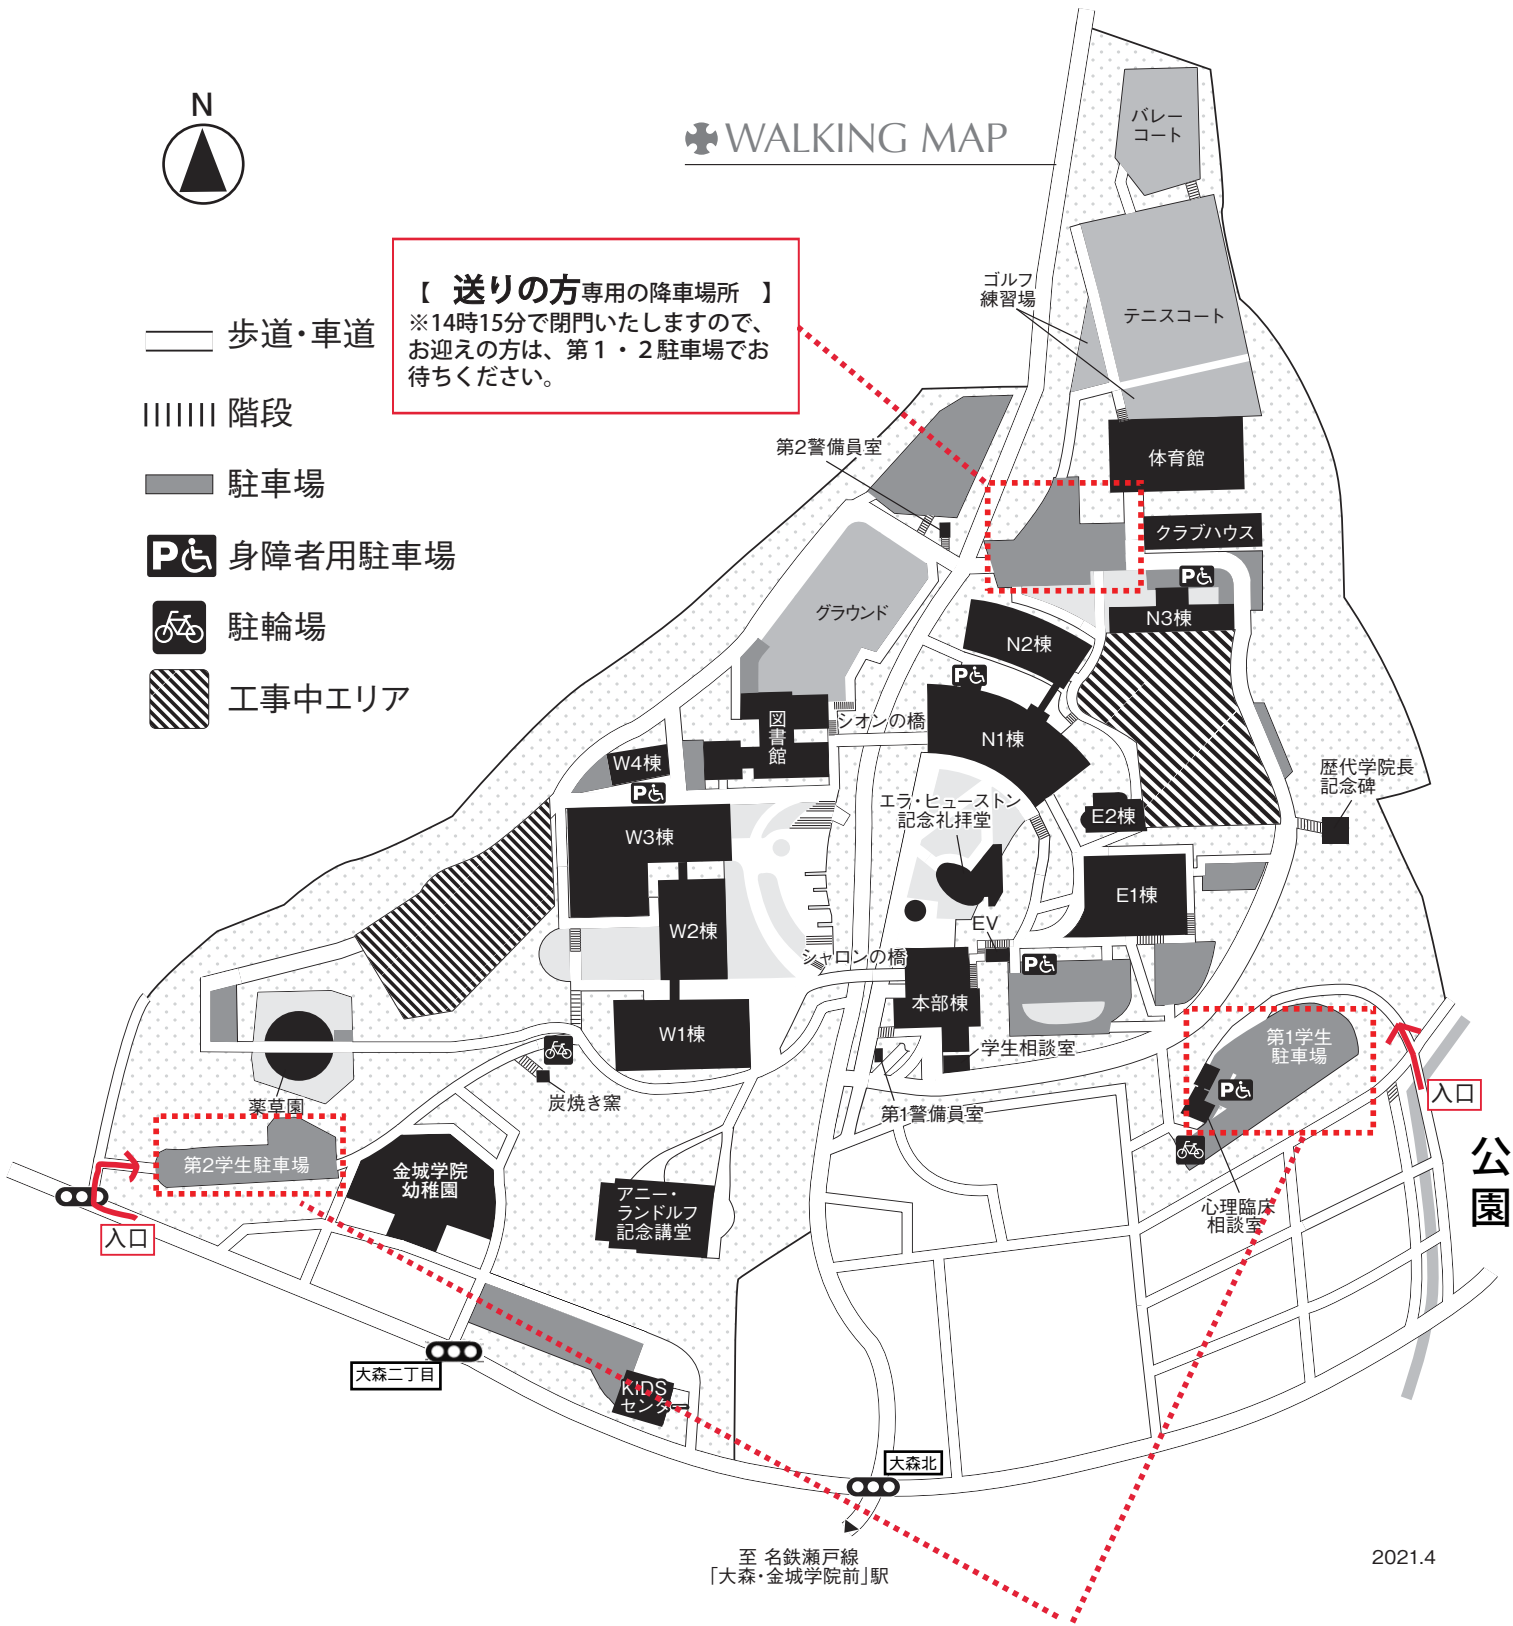 N
WALKING MAP
バレー
コート
【 送りの方専用の降車場所 】
※14時15分で閉門いたしますので、
お迎えの方は、第１・２駐車場でお
待ちください。
歩道・車道
階段
駐車場
P 身障者用駐車場
駐輪場
工事中エリア
ゴルフ
練習場
テニスコート
第2警備員室
体育館
クラブハウス
P
N3棟
グラウンド
N2棟
P
図書館
シオンの橋
N1棟
W4棟
P
歴代学院長
記念碑
エラ・ヒューストン
記念礼拝堂
E2棟
W3棟
E1棟
W2棟
EV
シャロンの橋
P
本部棟
W1棟
学生相談室
第1学生
駐車場
P
入口
炭焼き窯
第1警備員室
薬草園
第2学生駐車場
金城学院
幼稚園
アニー・
ランドルフ
記念講堂
心理臨床
相談室
公園
入口
大森二丁目
KIDS
センター
大森北
至 名鉄瀬戸線
「大森・金城学院前」駅
2021.4